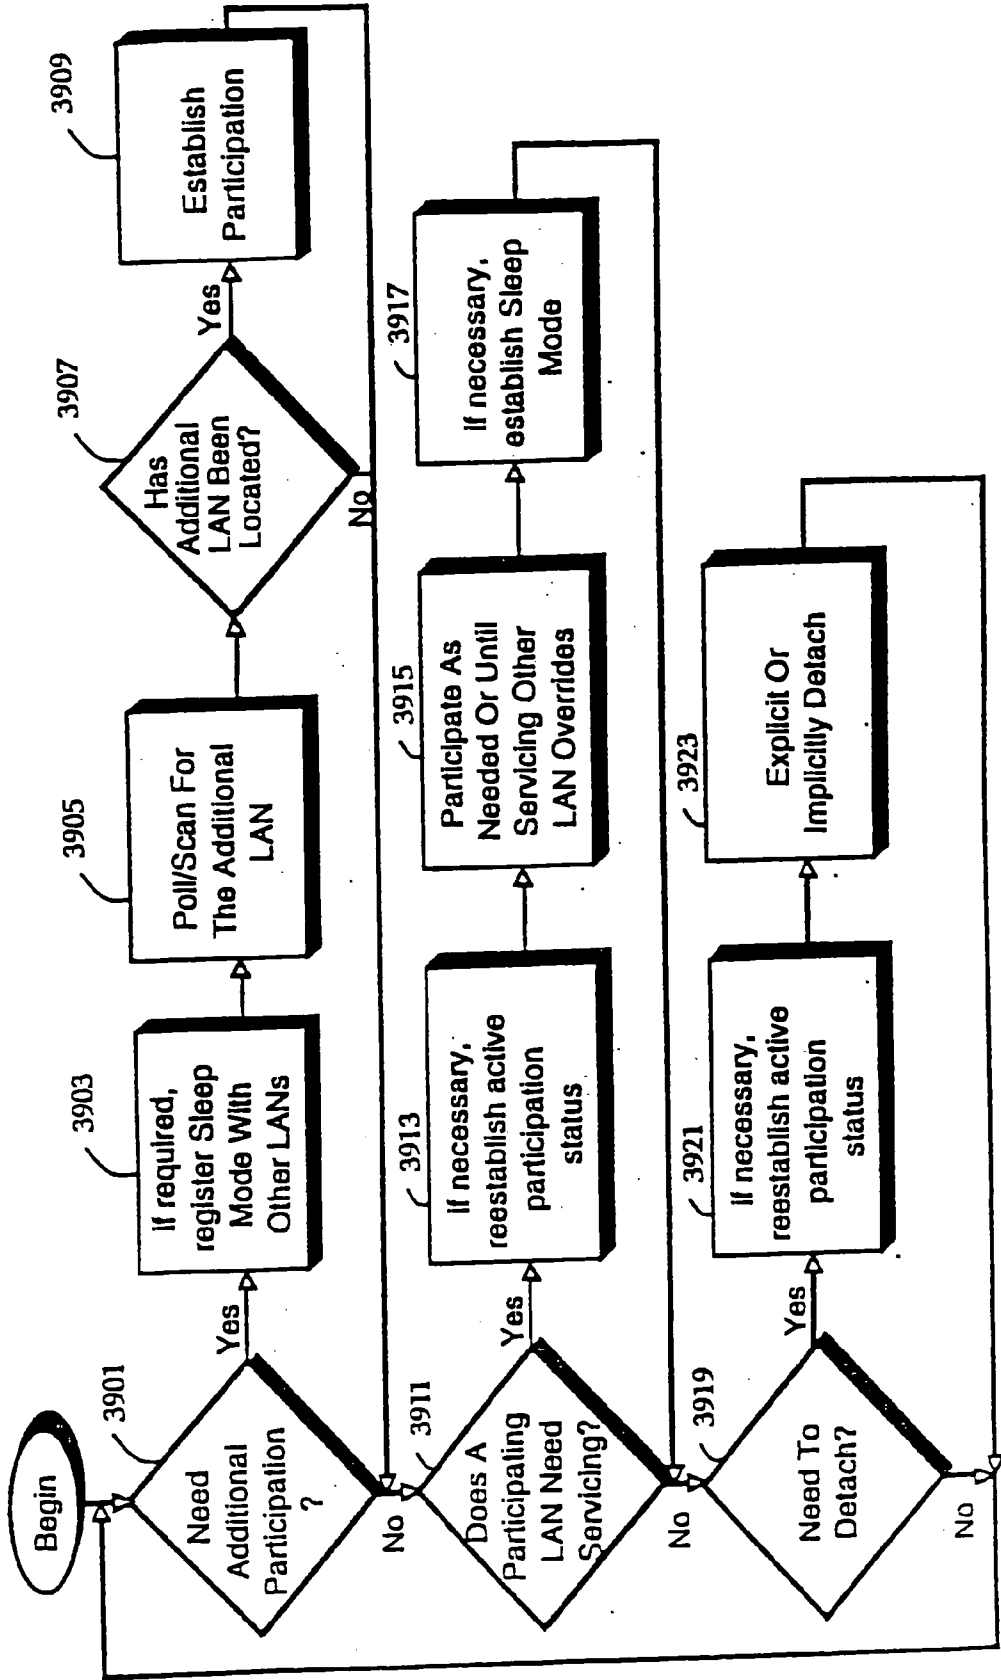 Begin
3901
Need
Additional
Participation
?
Yes
No
3903
If required,
register Sleep
Mode With
Other LANs
3905
Poll/Scan For
The Additional
LAN
3907
Has
Additional
LAN Been
Located?
Yes
No
3909
Establish
Participation
3911
Does A
Participating
LAN Need
Servicing?
Yes
No
3913
If necessary,
reestablish active
participation
status
3915
Participate As
Needed Or Until
Servicing Other
LAN Overrides
3917
If necessary,
establish Sleep
Mode
3919
Need To
Detach?
Yes
No
3921
If necessary,
reestablish active
participation
status
3923
Explicit Or
Implicitly Detach